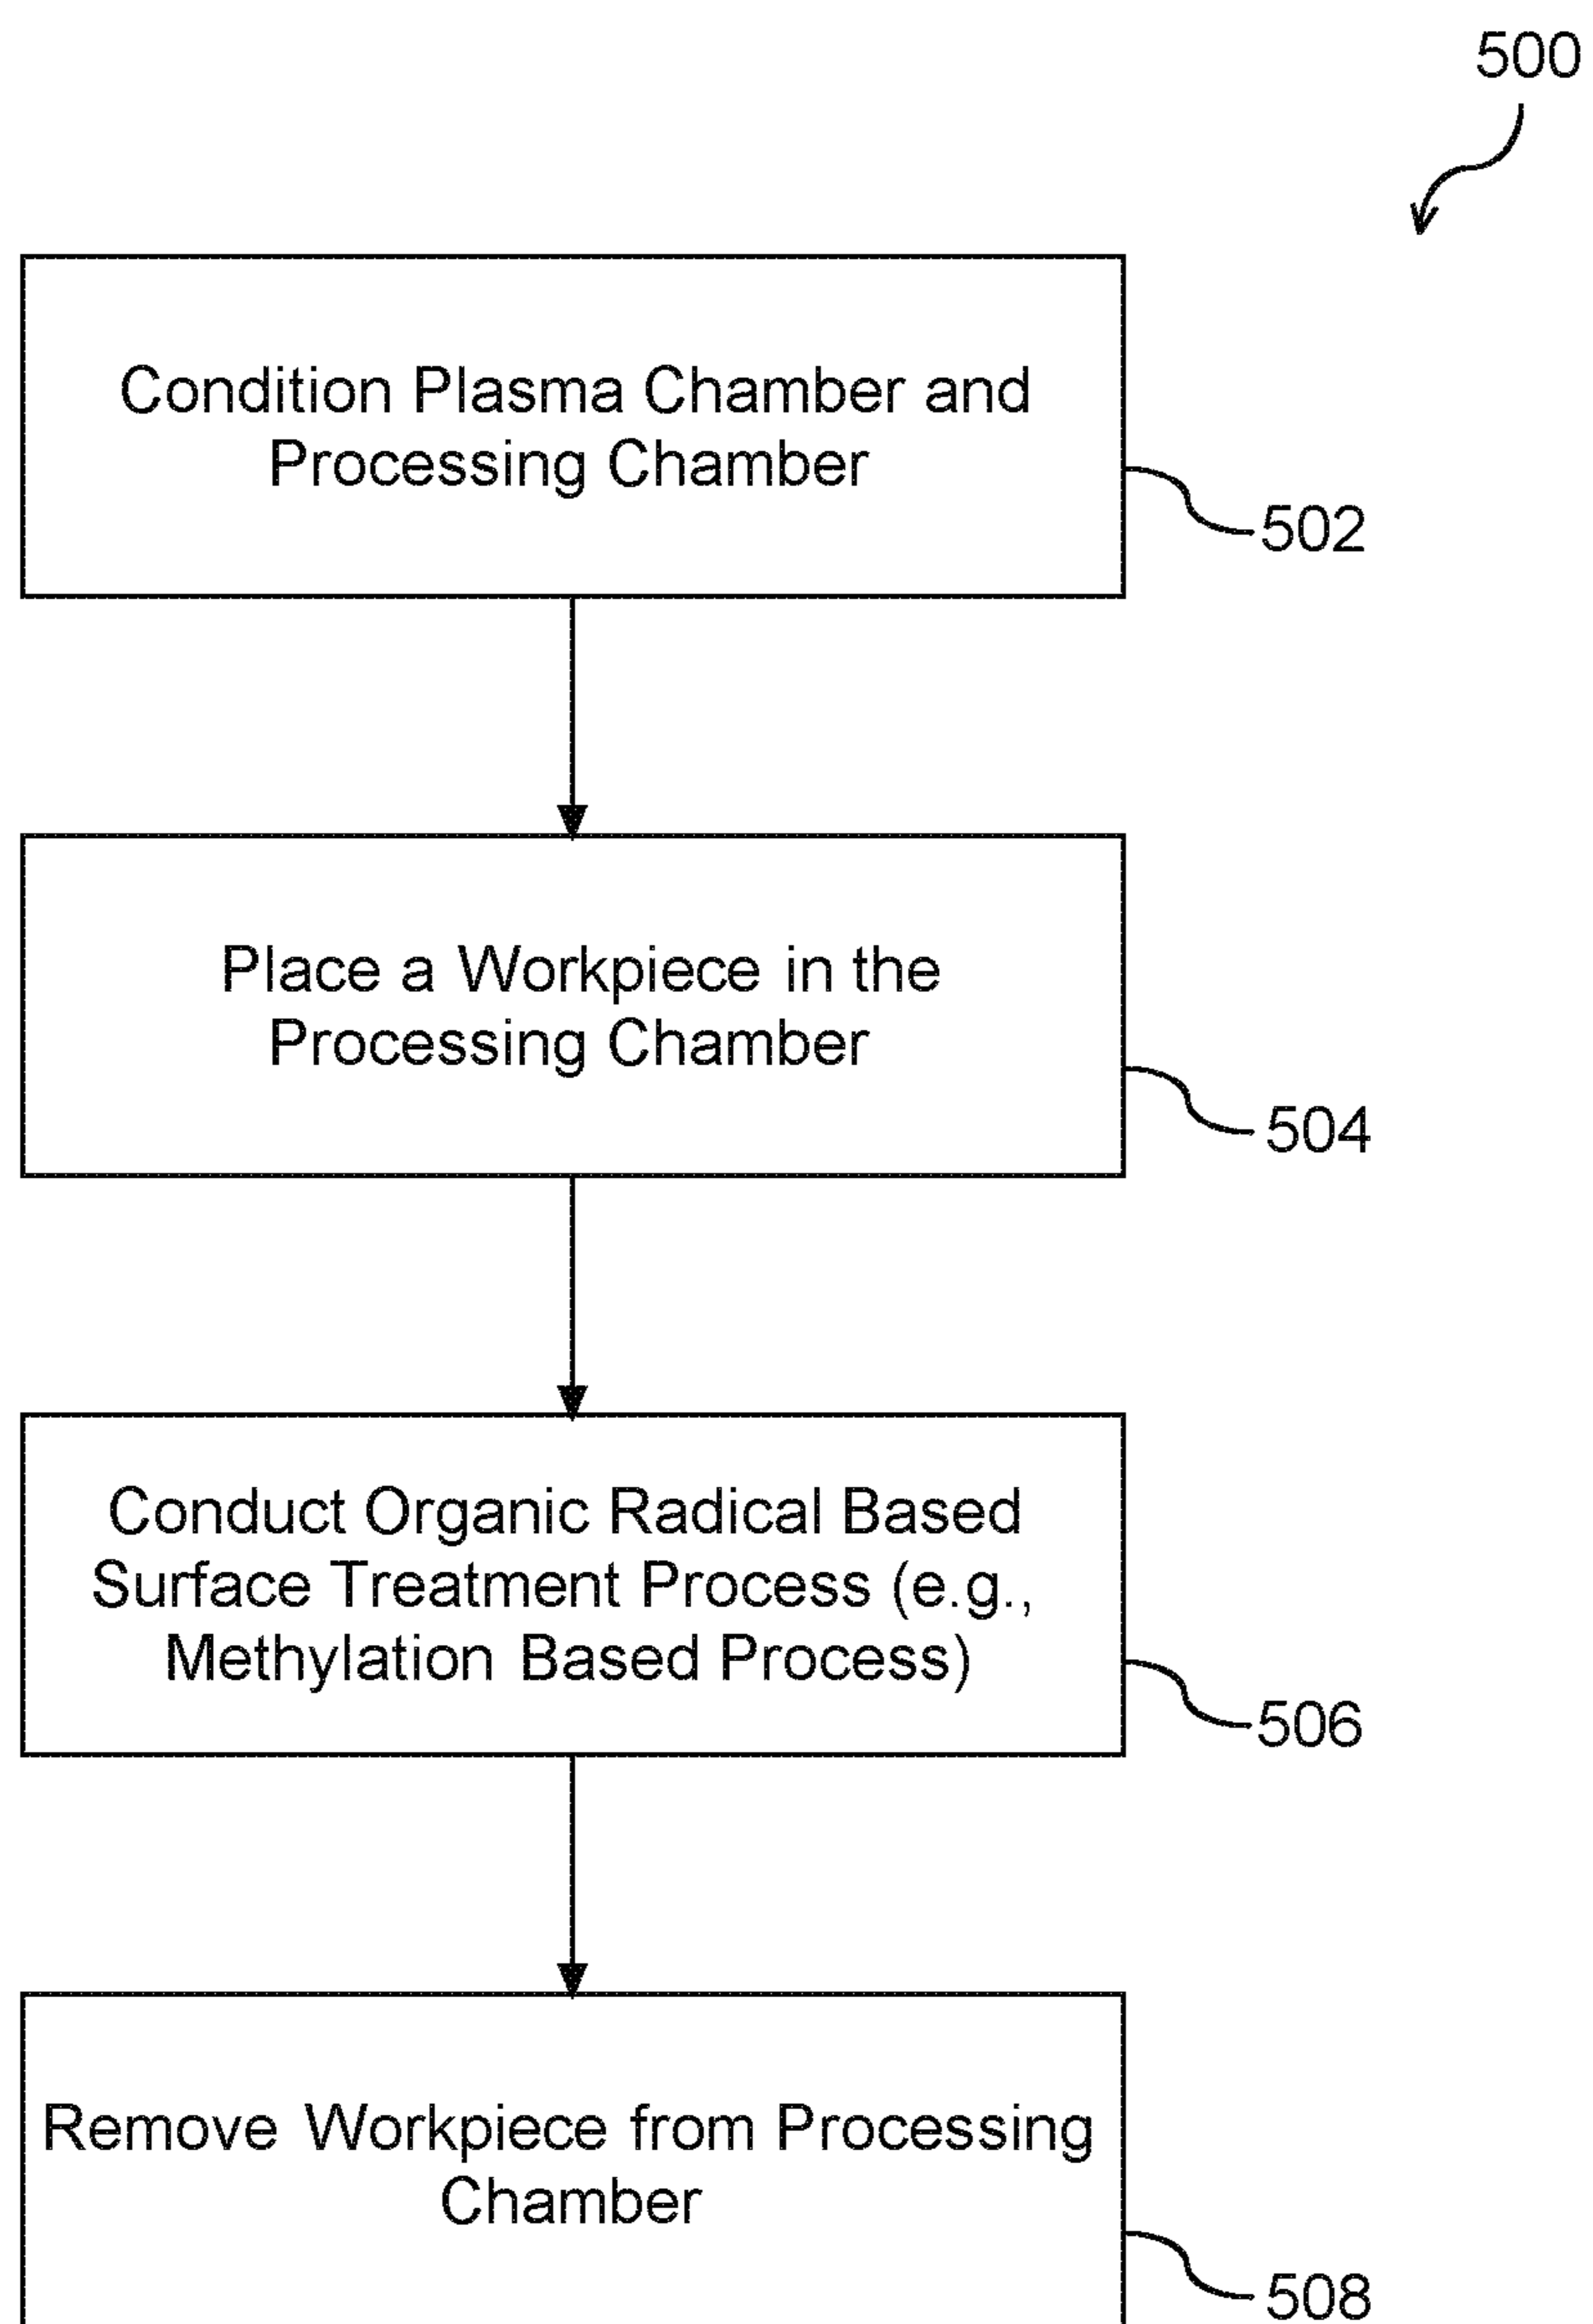 500
Condition Plasma Chamber and
Processing Chamber
502
Place a Workpiece in the
Processing Chamber
504
Conduct Organic Radical Based
Surface Treatment Process (e.g.,
Methylation Based Process)
506
Remove Workpiece from Processing
Chamber
508